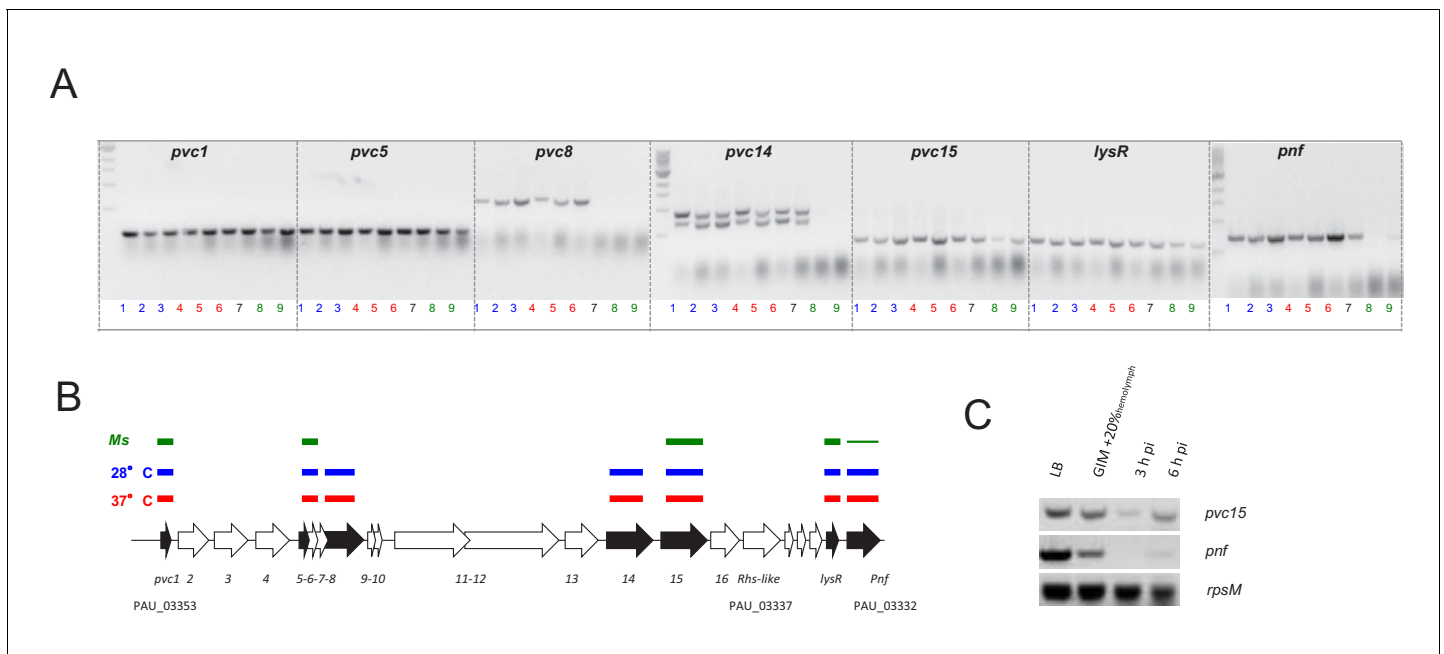 A
pvc1 pvc5 pvc8 pvc14 pvc15 lysR pnf
1 2 3 4 5 6 7 8 9 1 2 3 4 5 6 7 8 9 1 2 3 4 5 6 7 8 9 1 2 3 4 5 6 7 8 9 1 2 3 4 5 6 7 8 9 1 2 3 4 5 6 7 8 9 1 2 3 4 5 6 7 8 9
B
Ms
28° C
37° C
pvc1 2 3 4 5-6-7-8 9-10 11-12 13 14 15 16 Rhs-like lysR Pnf
PAU_03353 PAU_03337 PAU_03332
C
LB GIM +20%hemolymph 3 h pi 6 h pi
pvc15
pnf
rpsM